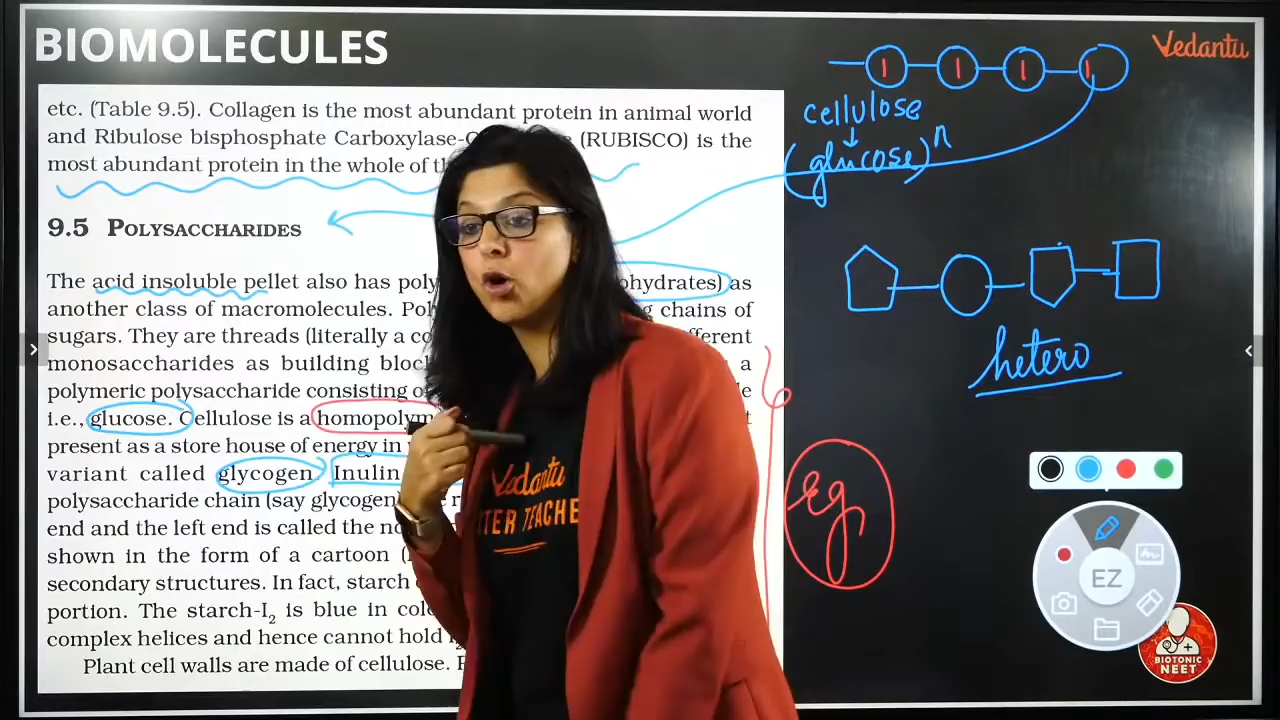 BIOMOLECULES
Vedantu
etc. (Table 9.5). Collagen is the most abundant protein in animal world
and Ribulose bisphosphate Carboxylase- (RUBISCO) is the
most abundant protein in the whole of
9.5 POLYSACCHARIDES
The acid insoluble pellet also has ohydrates) as
another class of macromolecules. chains of
sugars. They are threads (literally a
monosaccharides as building a
polymeric polysaccharide consisting
i.e., glucose. Cellulose is a homopolym
present as a store house of energy in
variant called glycogen. Inulin
polysaccharide chain (say glycogen)
end and the left end is called the
shown in the form of a cartoon
secondary structures. In fact, starch
portion. The starch-I2 is blue in
complex helices and hence cannot hold
Plant cell walls are made of cellulose.
cellulose
(glucose)n
hetero
eg
EZ
Vedantu
TEACHE
BIOTONIC
NEET